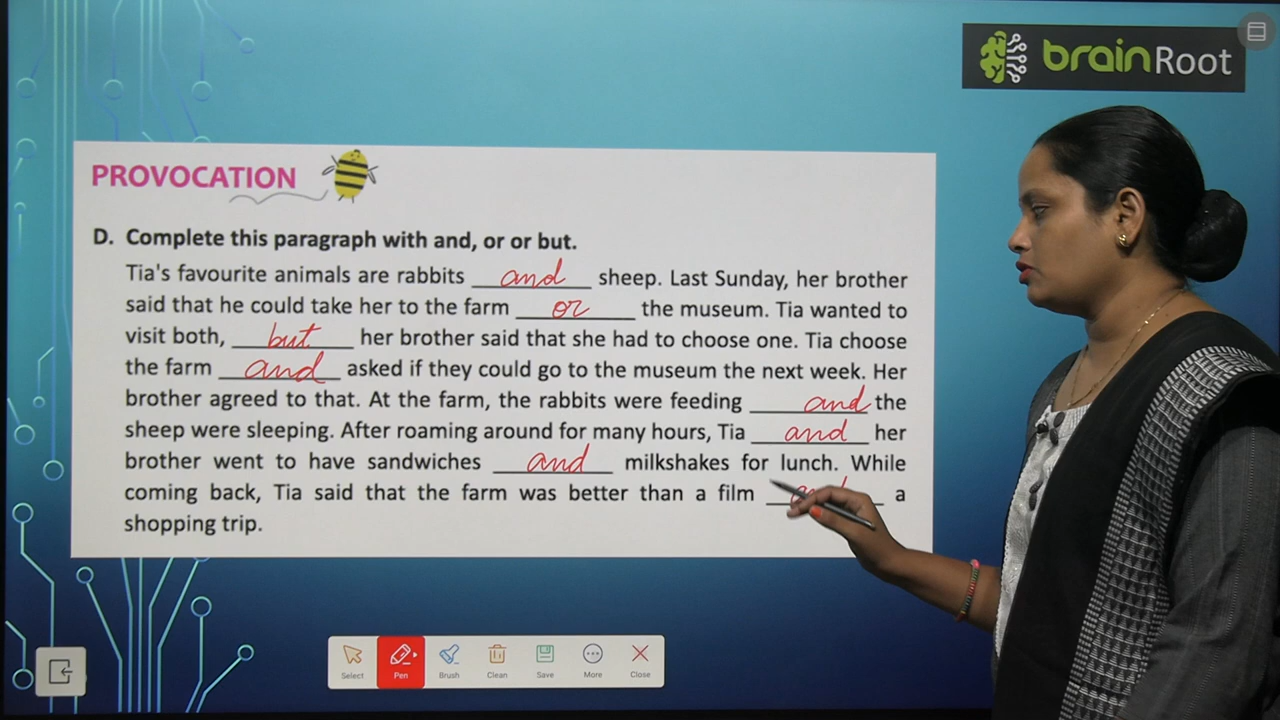 brainRoot
PROVOCATION
D. Complete this paragraph with and, or or but.
Tia's favourite animals are rabbits and sheep. Last Sunday, her brother
said that he could take her to the farm or the museum. Tia wanted to
visit both, but her brother said that she had to choose one. Tia choose
the farm and asked if they could go to the museum the next week. Her
brother agreed to that. At the farm, the rabbits were feeding and the
sheep were sleeping. After roaming around for many hours, Tia and her
brother went to have sandwiches and milkshakes for lunch. While
coming back, Tia said that the farm was better than a film a
shopping trip.
Select Pen Brush Clean Save More Close